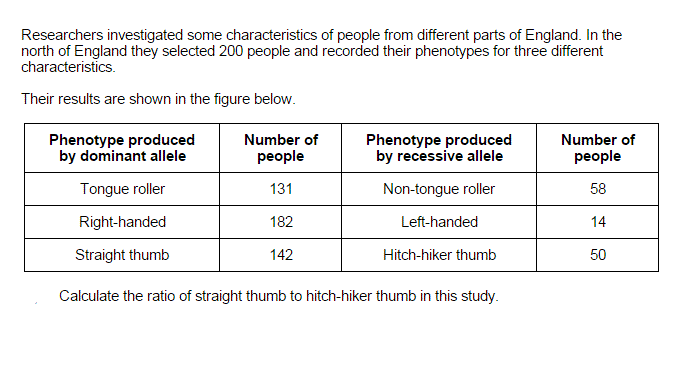 Researchers investigated some characteristics of people from different parts of England. In the
north of England they selected 200 people and recorded their phenotypes for three different
characteristics.
Their results are shown in the figure below.
Phenotype produced by dominant allele Number of people Phenotype produced by recessive allele Number of people
Tongue roller 131 Non-tongue roller 58
Right-handed 182 Left-handed 14
Straight thumb 142 Hitch-hiker thumb 50
Calculate the ratio of straight thumb to hitch-hiker thumb in this study.